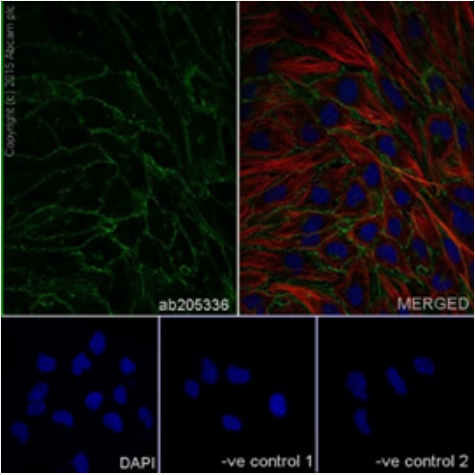 Copyright (c) 2015 Abcam plc
ab205336
MERGED
DAPI
-ve control 1
-ve control 2